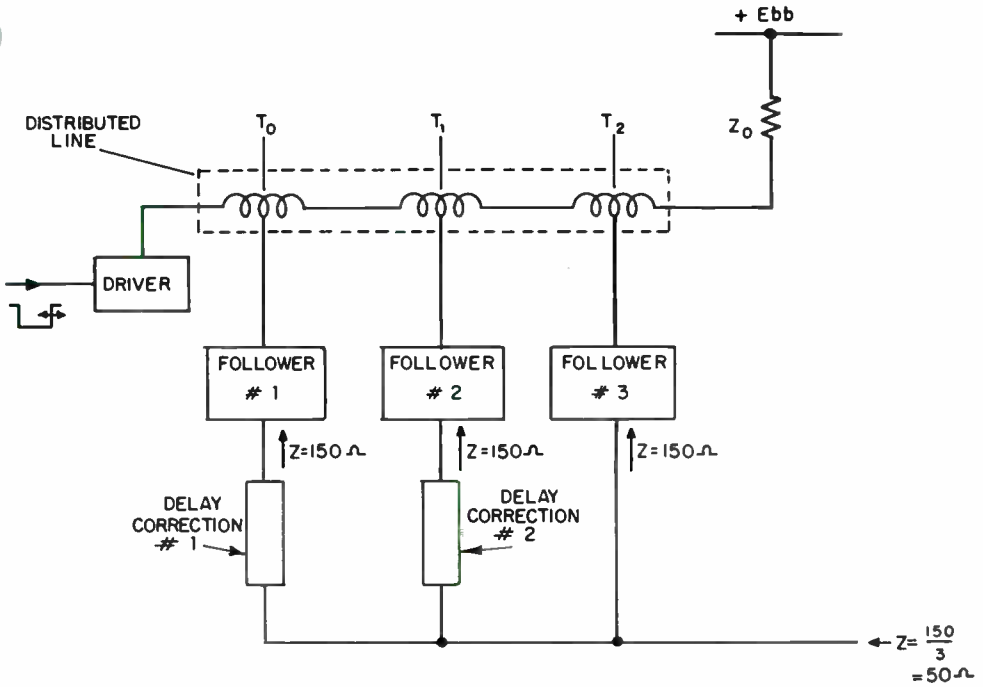 + Ebb
DISTRIBUTED
LINE
T₀
T₁
T₂
Z₀
DRIVER
FOLLOWER
# 1
FOLLOWER
# 2
FOLLOWER
# 3
Z=150Ω
Z=150Ω
Z=150Ω
DELAY
CORRECTION
# 1
DELAY
CORRECTION
# 2
Z= 150/3
=50Ω